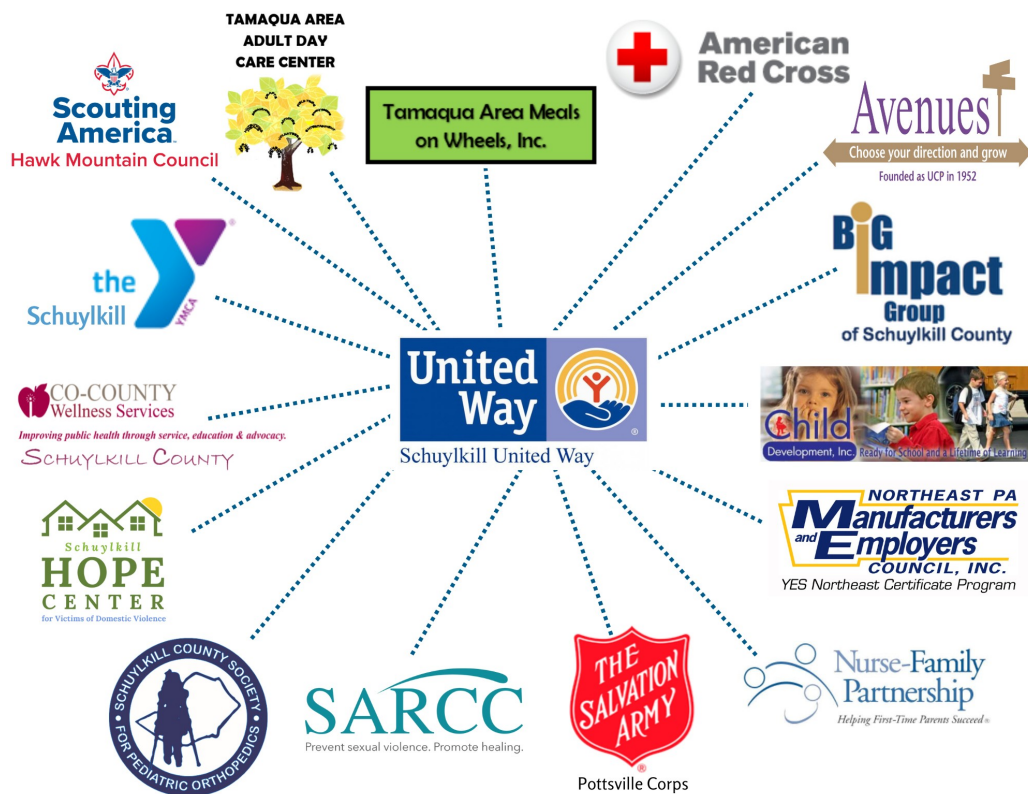 TAMAQUA AREA
ADULT DAY
CARE CENTER
American
Red Cross
Scouting
America
Hawk Mountain Council
Tamaqua Area Meals
on Wheels, Inc.
Avenues
Choose your direction and grow
Founded as UCP in 1952
the
Schuylkill
YMCA
BiG
impact
Group
of Schuylkill County
United
Way
®
Schuylkill United Way
CO-COUNTY
Wellness Services
Improving public health through service, education & advocacy.
SCHUYLKILL COUNTY
Child
Development, Inc.
Ready for School and a Lifetime of Learning
NORTHEAST PA
Manufacturers
and Employers
COUNCIL, INC.
YES Northeast Certificate Program
Schuylkill
HOPE
CENTER
for Victims of Domestic Violence
SCHUYLKILL COUNTY SOCIETY
• FOR PEDIATRIC ORTHOPEDICS •
SARCC
Prevent sexual violence. Promote healing.
THE
SALVATION
ARMY
®
Pottsville Corps
Nurse-Family
Partnership
Helping First-Time Parents Succeed®